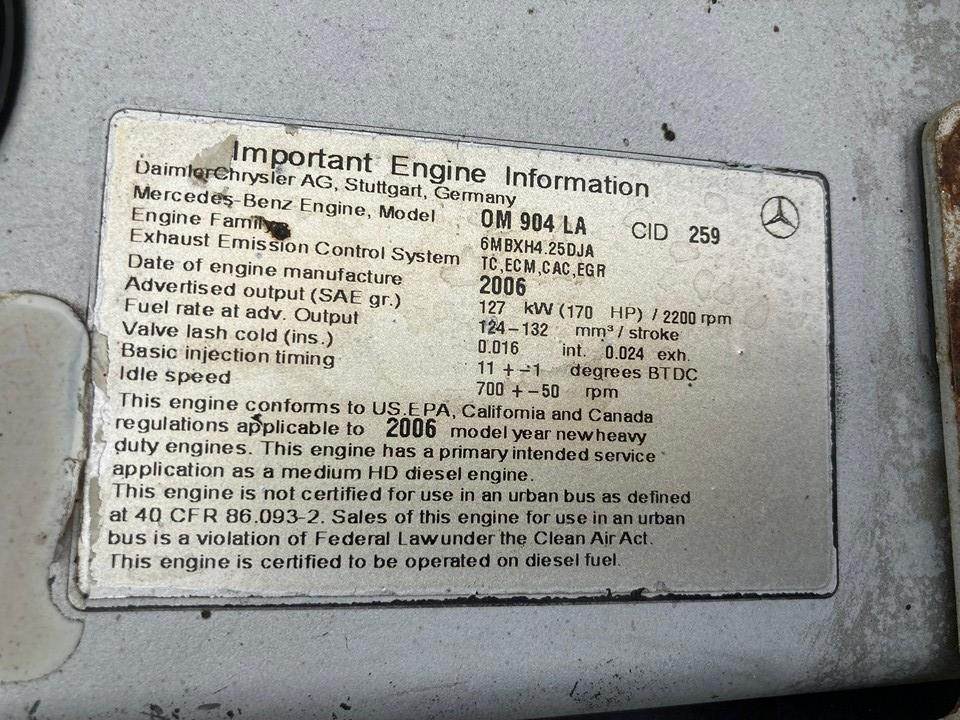 Important Engine Information
DaimlerChrysler AG, Stuttgart, Germany
Mercedes-Benz Engine, Model OM 904 LA CID 259
Engine Family 6MBXH4.25DJA
Exhaust Emission Control System TC,ECM,CAC,EGR
Date of engine manufacture 2006
Advertised output (SAE gr.) 127 kW (170 HP) / 2200 rpm
Fuel rate at adv. Output 124-132 mm³/ stroke
Valve lash cold (ins.) 0.016 int. 0.024 exh.
Basic injection timing 11 +-1 degrees BTDC
Idle speed 700 +-50 rpm
This engine conforms to US.EPA, California and Canada
regulations applicable to 2006 model year new heavy
duty engines. This engine has a primary intended service
application as a medium HD diesel engine.
This engine is not certified for use in an urban bus as defined
at 40 CFR 86.093-2. Sales of this engine for use in an urban
bus is a violation of Federal Law under the Clean Air Act.
This engine is certified to be operated on diesel fuel.